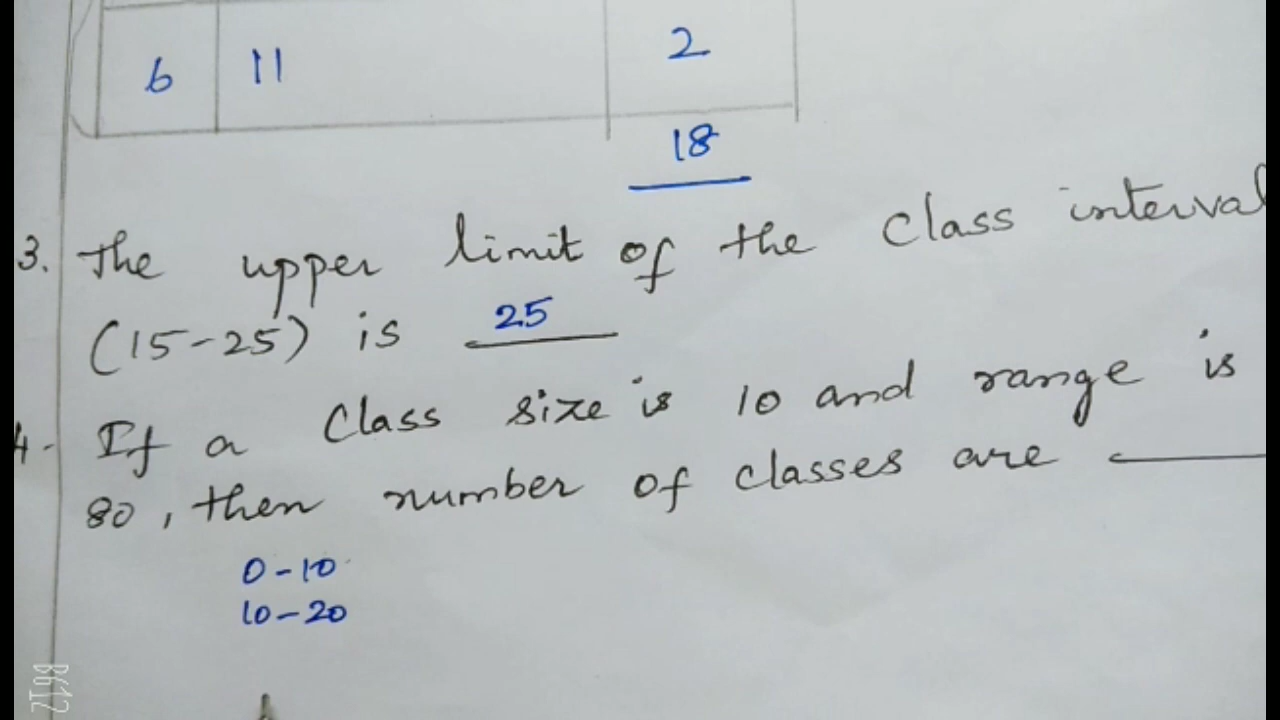 6 11 2
18
3. The upper limit of the class interval
(15-25) is 25
4. If a class size is 10 and range is
80, then number of classes are
0-10
10-20
B612